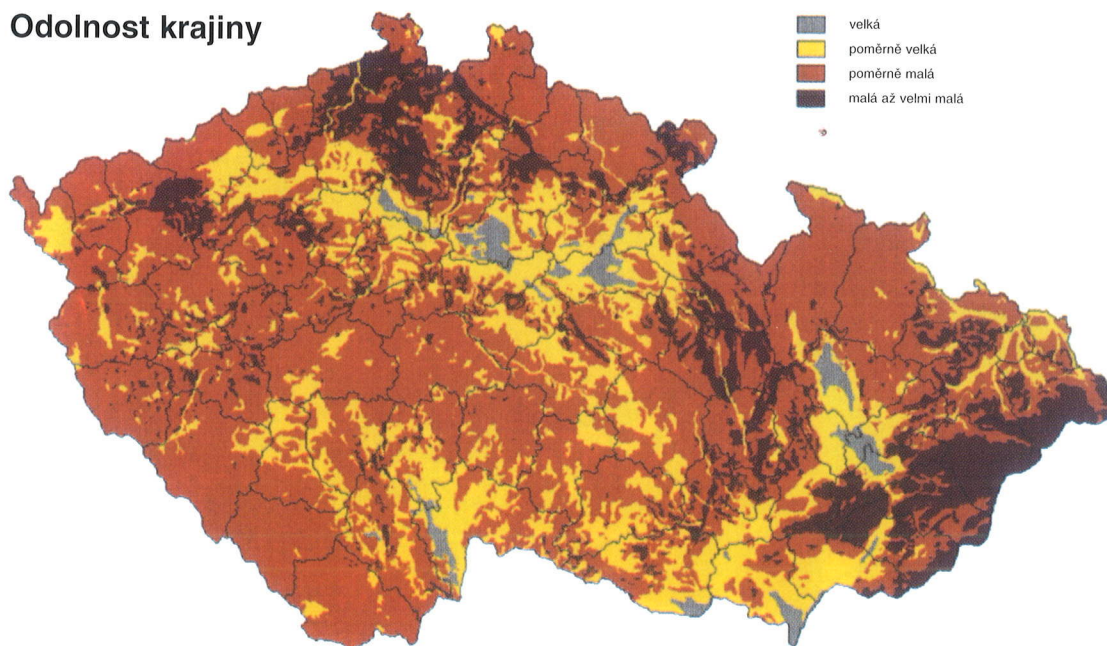 Odolnost krajiny
velká
poměrně velká
poměrně malá
malá až velmi malá